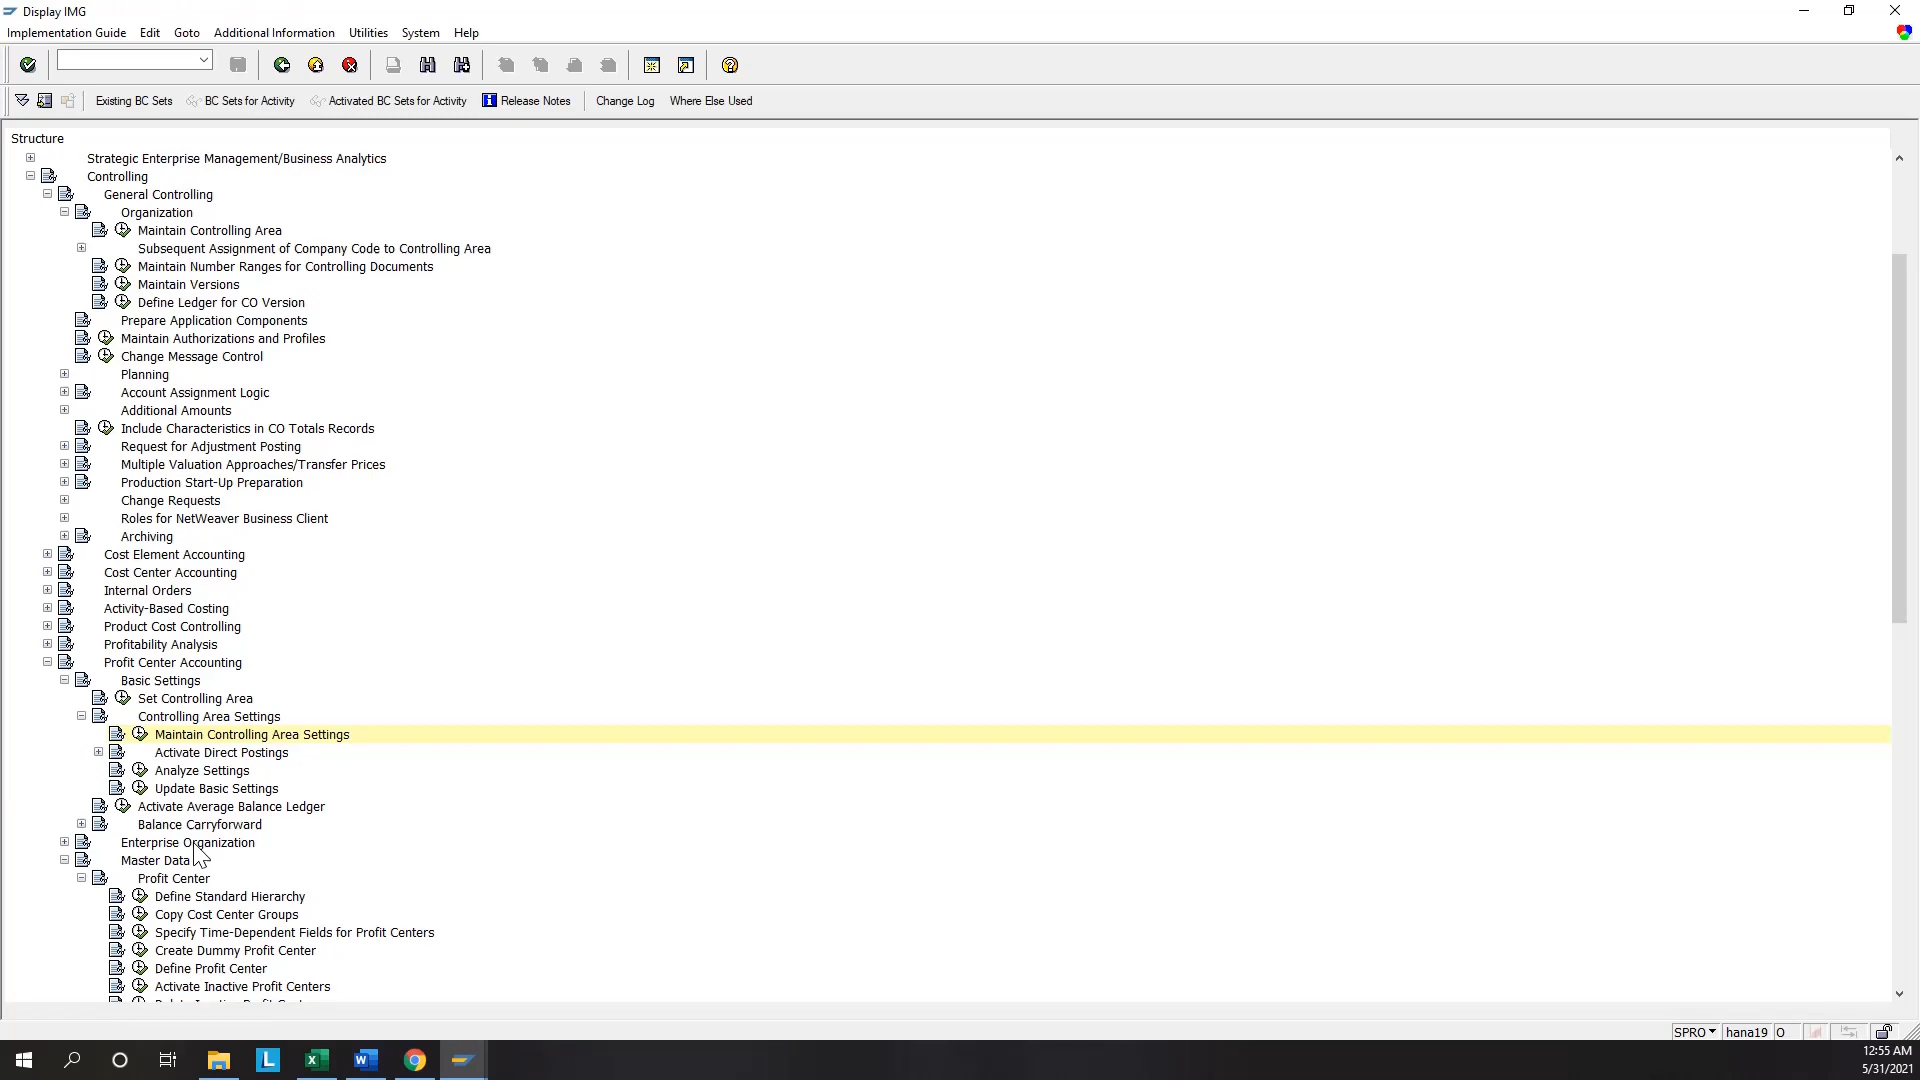 Display IMG
Implementation Guide Edit Goto Additional Information Utilities System Help
Existing BC Sets BC Sets for Activity Activated BC Sets for Activity Release Notes Change Log Where Else Used
Structure
Strategic Enterprise Management/Business Analytics
Controlling
General Controlling
Organization
Maintain Controlling Area
Subsequent Assignment of Company Code to Controlling Area
Maintain Number Ranges for Controlling Documents
Maintain Versions
Define Ledger for CO Version
Prepare Application Components
Maintain Authorizations and Profiles
Change Message Control
Planning
Account Assignment Logic
Additional Amounts
Include Characteristics in CO Totals Records
Request for Adjustment Posting
Multiple Valuation Approaches/Transfer Prices
Production Start-Up Preparation
Change Requests
Roles for NetWeaver Business Client
Archiving
Cost Element Accounting
Cost Center Accounting
Internal Orders
Activity-Based Costing
Product Cost Controlling
Profitability Analysis
Profit Center Accounting
Basic Settings
Set Controlling Area
Controlling Area Settings
Maintain Controlling Area Settings
Activate Direct Postings
Analyze Settings
Update Basic Settings
Activate Average Balance Ledger
Balance Carryforward
Enterprise Organization
Master Data
Profit Center
Define Standard Hierarchy
Copy Cost Center Groups
Specify Time-Dependent Fields for Profit Centers
Create Dummy Profit Center
Define Profit Center
Activate Inactive Profit Centers
SPRO hana19 O
12:55 AM
5/31/2021